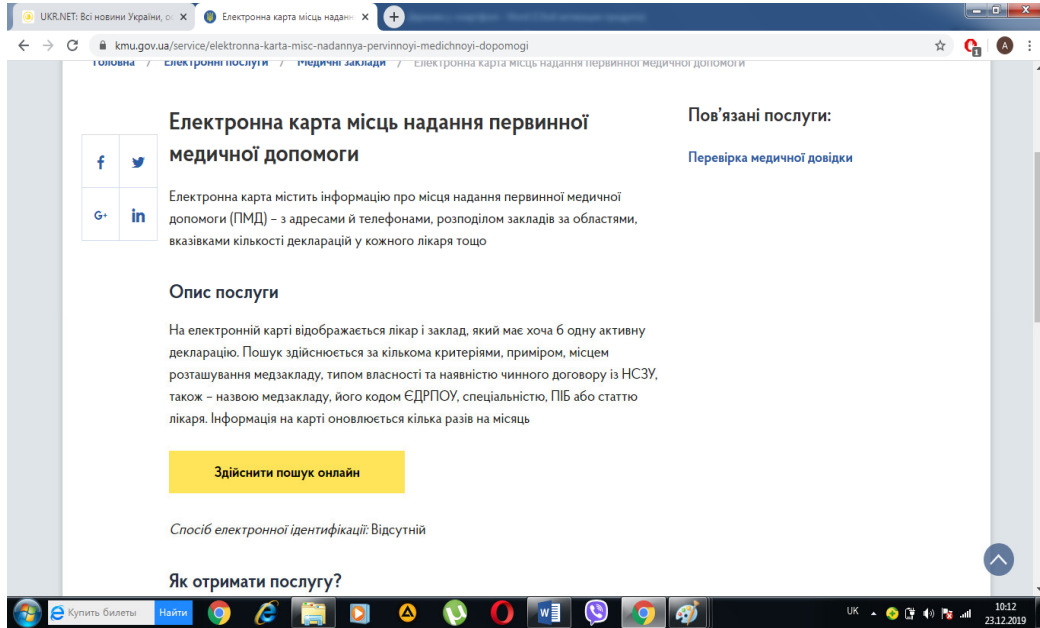 UKR.NET: Всі новини України, о
Електронна карта місць надан
kmu.gov.ua/service/elektronna-karta-misc-nadannya-pervinnoyi-medichnoyi-dopomogi
Головна / Електронні послуги / Медичні заклади / Електронна карта місць надання первинної медичної допомоги
Електронна карта місць надання первинної
медичної допомоги
Електронна карта містить інформацію про місця надання первинної медичної
допомоги (ПМД) – з адресами й телефонами, розподілом закладів за областями,
вказівками кількості декларацій у кожного лікаря тощо
Опис послуги
На електронній карті відображається лікар і заклад, який має хоча б одну активну
декларацію. Пошук здійснюється за кількома критеріями, приміром, місцем
розташування медзакладу, типом власності та наявністю чинного договору із НСЗУ,
також – назвою медзакладу, його кодом ЄДРПОУ, спеціальністю, ПІБ або статтю
лікаря. Інформація на карті оновлюється кілька разів на місяць
Здійснити пошук онлайн
Спосіб електронної ідентифікації: Відсутній
Як отримати послугу?
Пов’язані послуги:
Перевірка медичної довідки
f
G+ in
А
1
Купить билеты Найти
UK
10:12
23.12.2019